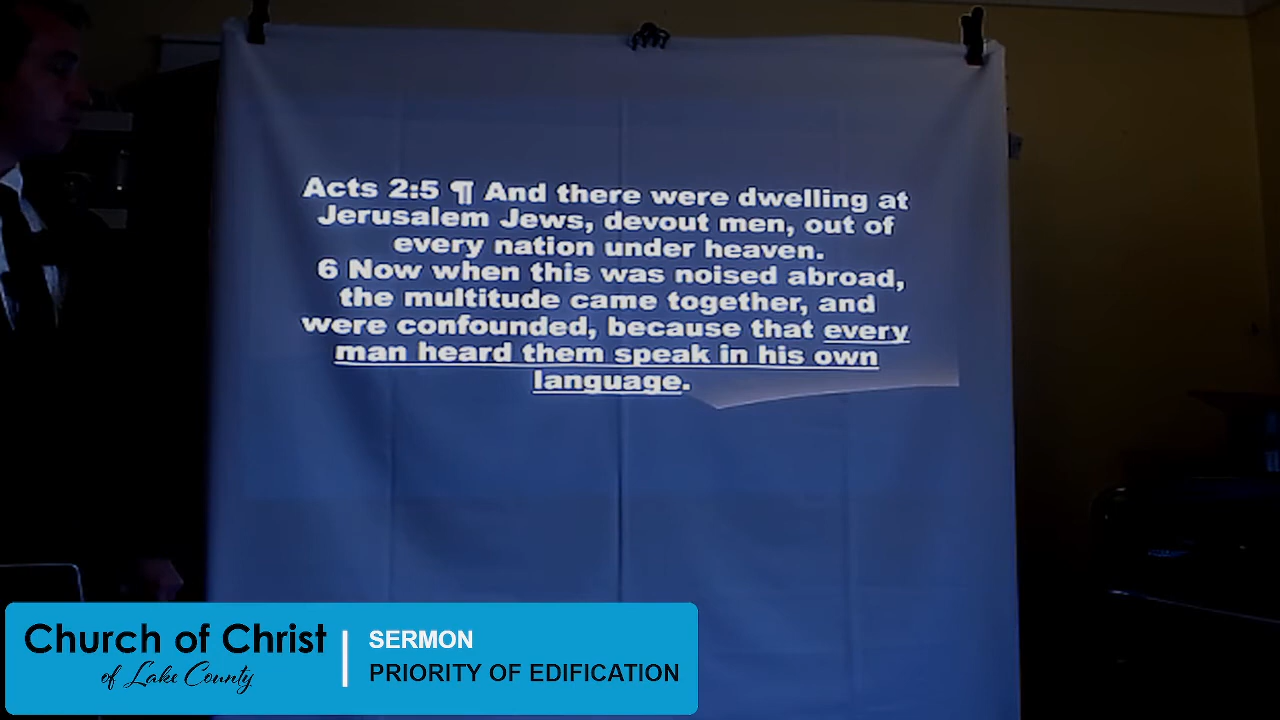 Acts 2:5 ¶ And there were dwelling at
Jerusalem Jews, devout men, out of
every nation under heaven.
6 Now when this was noised abroad,
the multitude came together, and
were confounded, because that every
man heard them speak in his own
language.
Church of Christ
of Lake County
SERMON
PRIORITY OF EDIFICATION